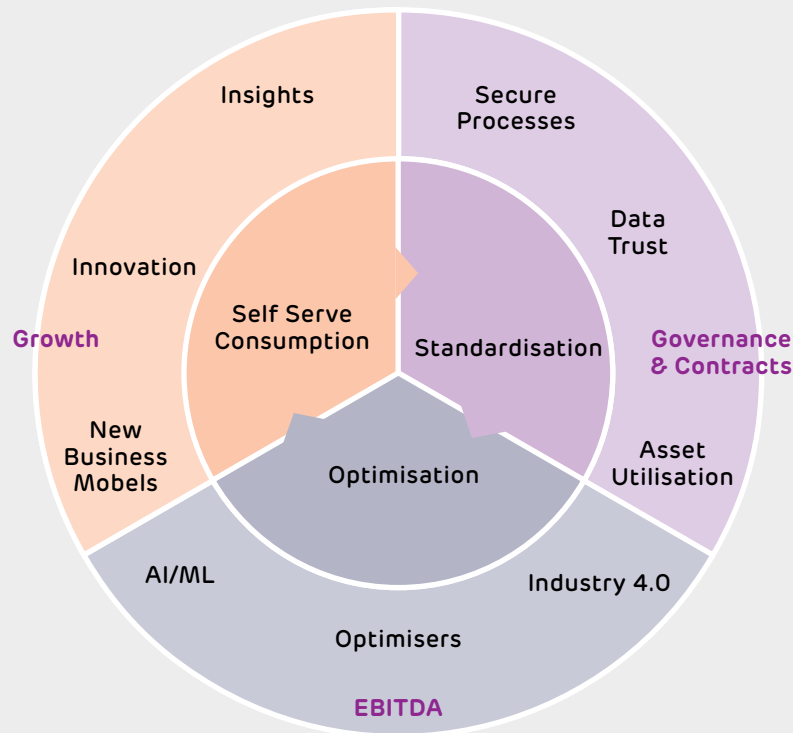 Insights
Secure
Processes
Data
Trust
Innovation
Self Serve
Consumption
Growth
Standardisation
Governance
& Contracts
New
Business
Mobels
Asset
Utilisation
Optimisation
AI/ML
Industry 4.0
Optimisers
EBITDA